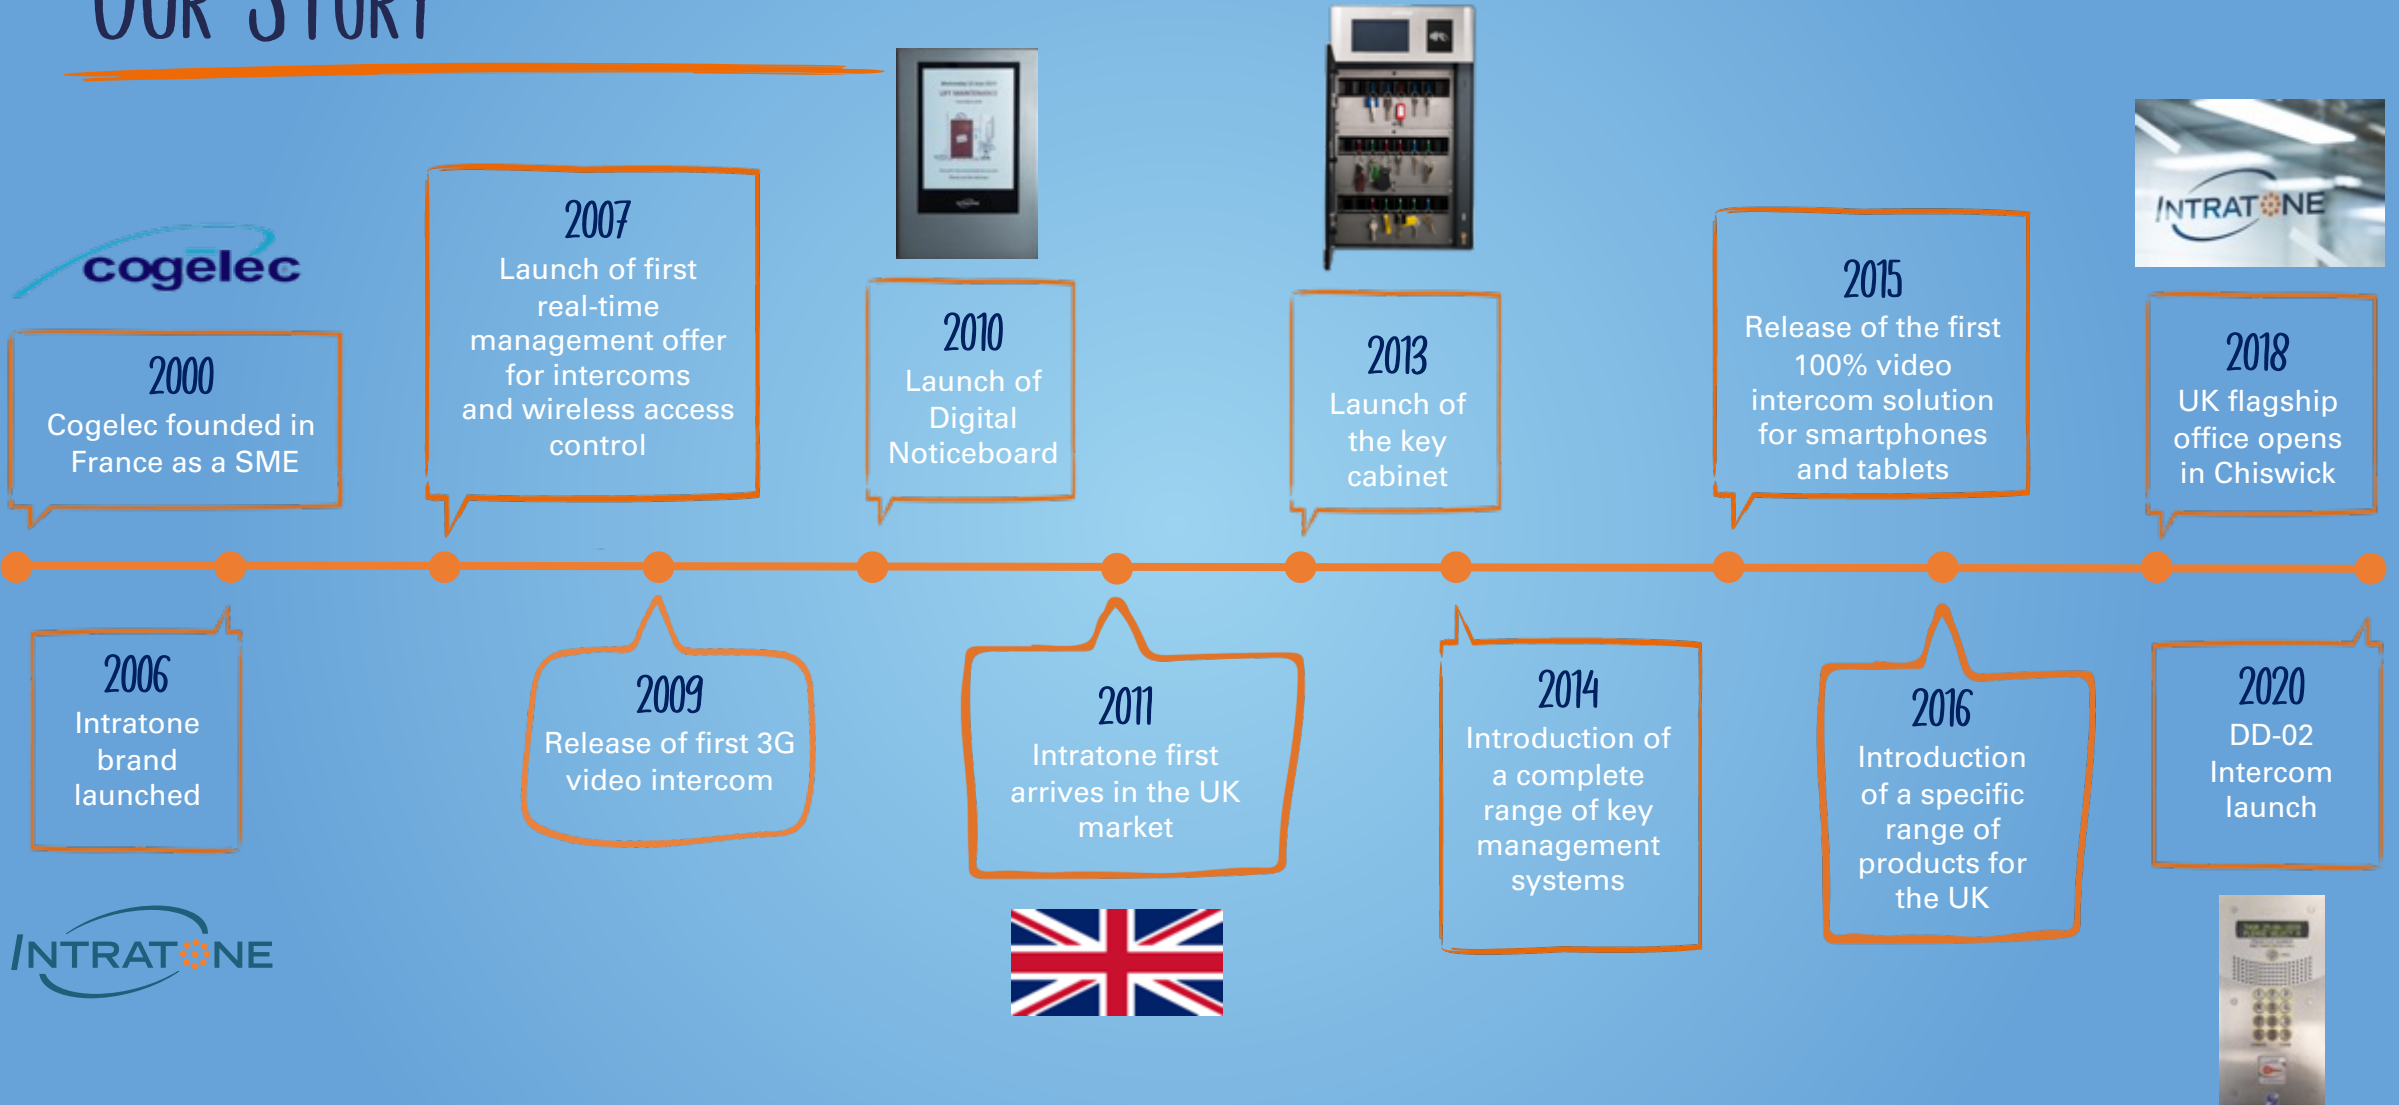 OUR STORY
cogelec
2000
Cogelec founded in
France as a SME
2006
Intratone
brand
launched
INTRATONE
2007
Launch of first
real-time
management offer
for intercoms
and wireless access
control
2009
Release of first 3G
video intercom
LIFT MAINTENANCE
2010
Launch of
Digital
Noticeboard
2011
Intratone first
arrives in the UK
market
2013
Launch of
the key
cabinet
2014
Introduction of
a complete
range of key
management
systems
2015
Release of the first
100% video
intercom solution
for smartphones
and tablets
2016
Introduction
of a specific
range of
products for
the UK
INTRATONE
2018
UK flagship
office opens
in Chiswick
2020
DD-02
Intercom
launch